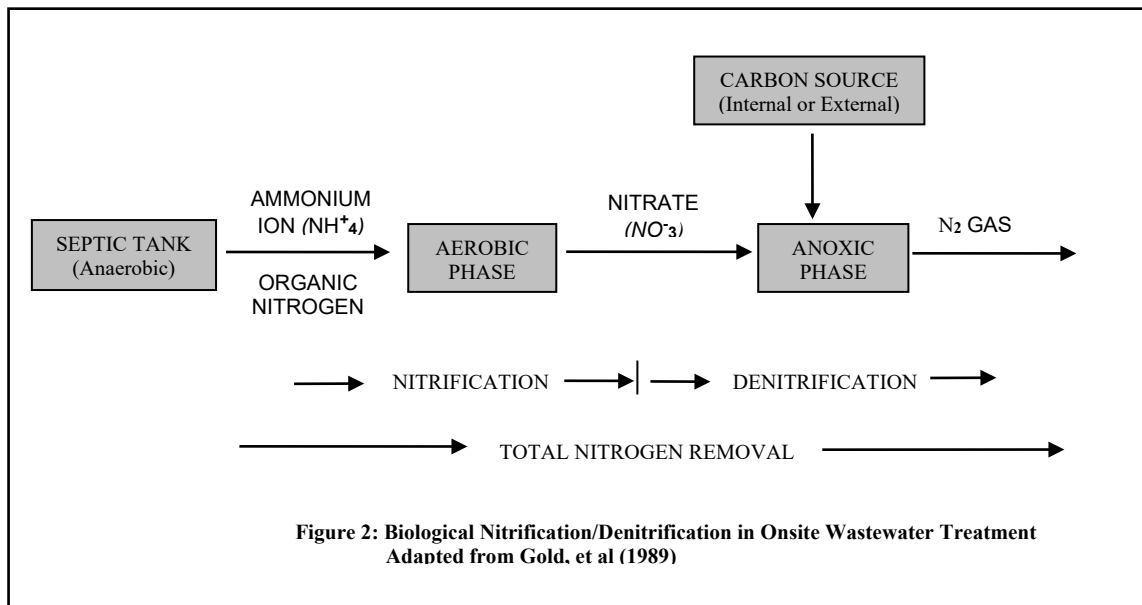 CARBON SOURCE
(Internal or External)
AMMONIUM
ION (NH⁺₄)
NITRATE
(NO⁻₃)
N₂ GAS
SEPTIC TANK
(Anaerobic)
AEROBIC
PHASE
ANOXIC
PHASE
ORGANIC
NITROGEN
NITRIFICATION
DENITRIFICATION
TOTAL NITROGEN REMOVAL
Figure 2: Biological Nitrification/Denitrification in Onsite Wastewater Treatment
Adapted from Gold, et al (1989)